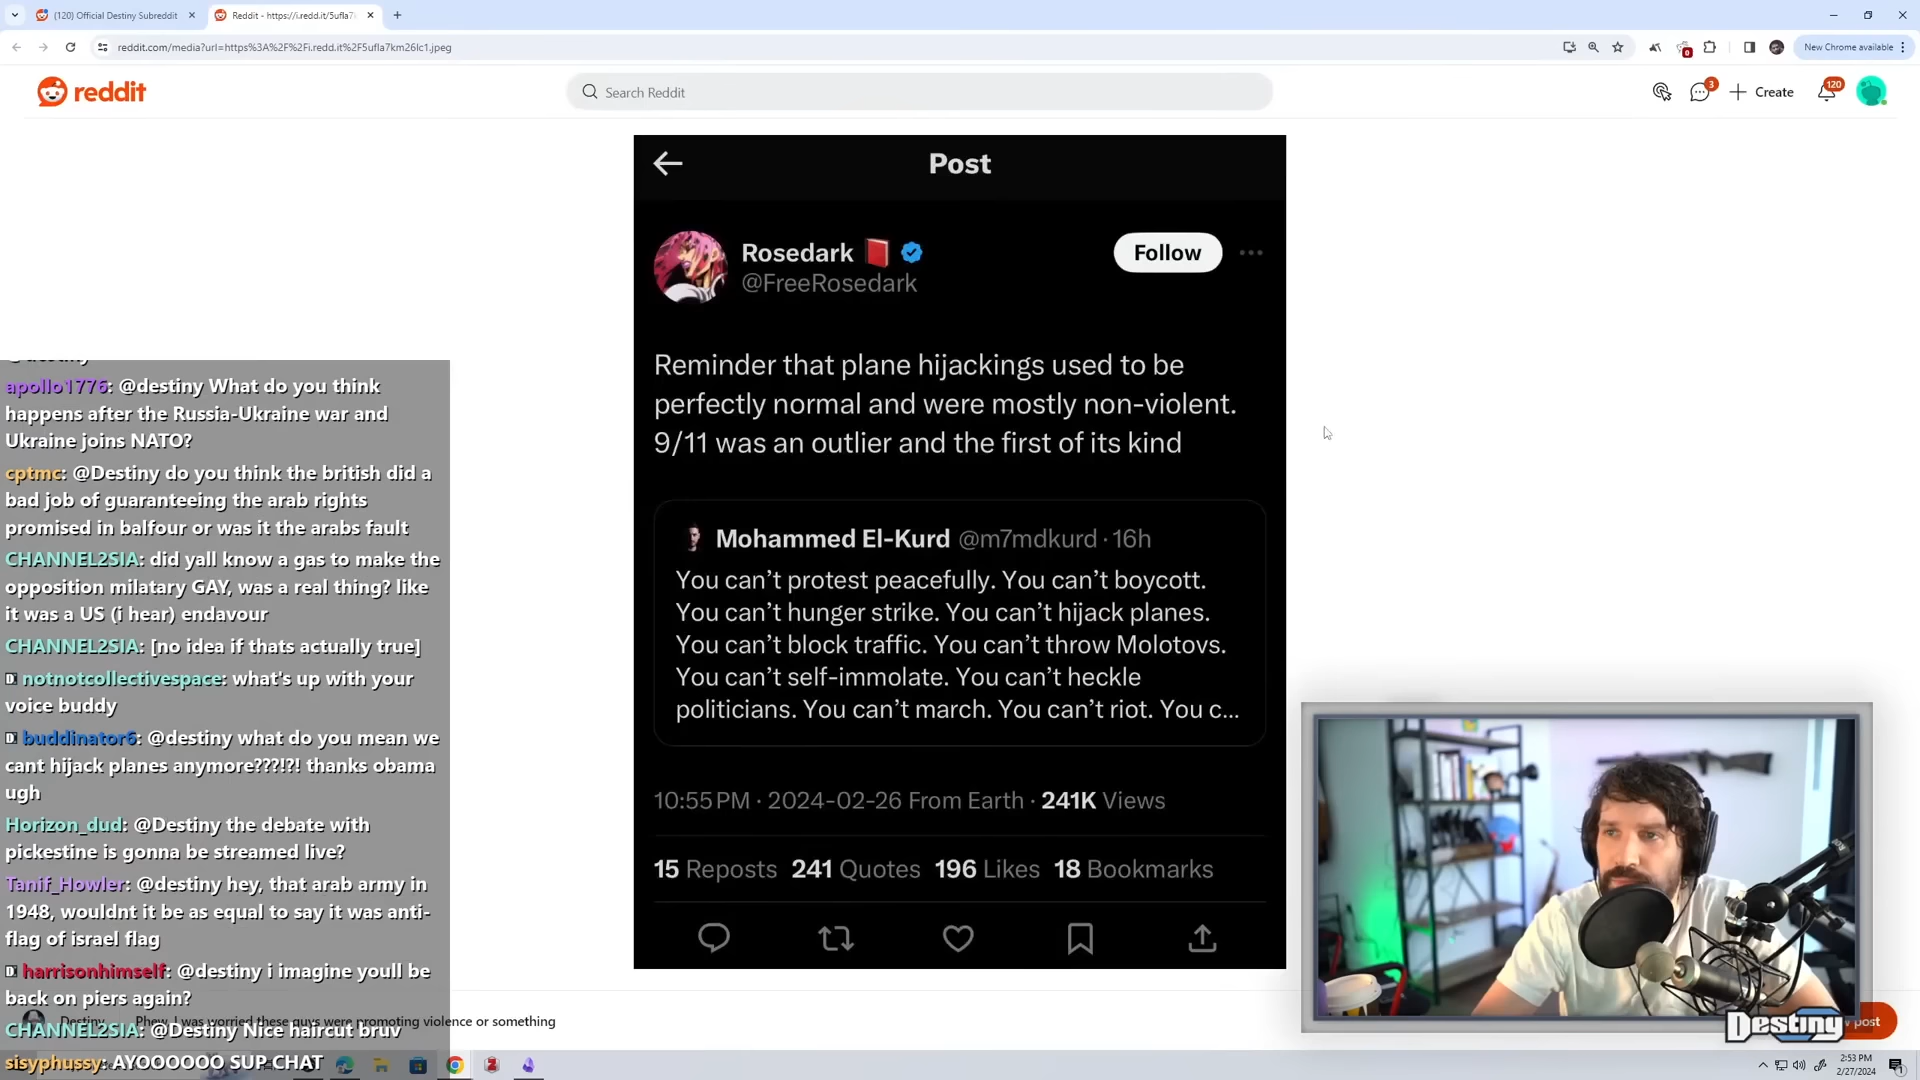 (120) Official Destiny Subreddit
Reddit - https://i.redd.it/5ufla7
reddit.com/media?url=https%3A%2F%2Fi.redd.it%2F5ufla7km26lc1.jpeg
0
New Chrome available
reddit
Search Reddit
3
Create
120
Post
Rosedark
@FreeRosedark
Follow
Reminder that plane hijackings used to be
perfectly normal and were mostly non-violent.
9/11 was an outlier and the first of its kind
Mohammed El-Kurd @m7mdkurd · 16h
You can’t protest peacefully. You can’t boycott.
You can’t hunger strike. You can’t hijack planes.
You can’t block traffic. You can’t throw Molotovs.
You can’t self-immolate. You can’t heckle
politicians. You can’t march. You can’t riot. You c...
10:55 PM · 2024-02-26 From Earth · 241K Views
15 Reposts 241 Quotes 196 Likes 18 Bookmarks
apollo1776: @destiny What do you think
happens after the Russia-Ukraine war and
Ukraine joins NATO?
cptmc: @Destiny do you think the british did a
bad job of guaranteeing the arab rights
promised in balfour or was it the arabs fault
CHANNEL2SIA: did yall know a gas to make the
opposition milatary GAY, was a real thing? like
it was a US (i hear) endavour
CHANNEL2SIA: [no idea if thats actually true]
notnotcollectivespace: what's up with your
voice buddy
buddinator6: @destiny what do you mean we
cant hijack planes anymore???!?! thanks obama
ugh
Horizon_dud: @Destiny the debate with
pickestine is gonna be streamed live?
Tanif_Howler: @destiny hey, that arab army in
1948, wouldnt it be as equal to say it was anti-
flag of israel flag
harrisonhimself: @destiny i imagine youll be
back on piers again?
Destiny Phew, I was worried these guys were promoting violence or something
CHANNEL2SIA: @Destiny Nice haircut bruv
sisyphussy: AYOOOOOO SUP CHAT
Destiny
post
2:53 PM
2/27/2024